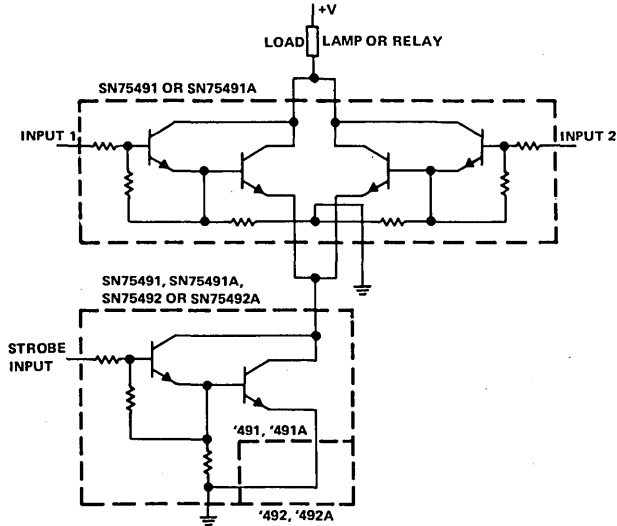 +V
LOAD LAMP OR RELAY
SN75491 OR SN75491A
INPUT 1
INPUT 2
SN75491, SN75491A,
SN75492 OR SN75492A
STROBE
INPUT
'491, '491A
'492, '492A